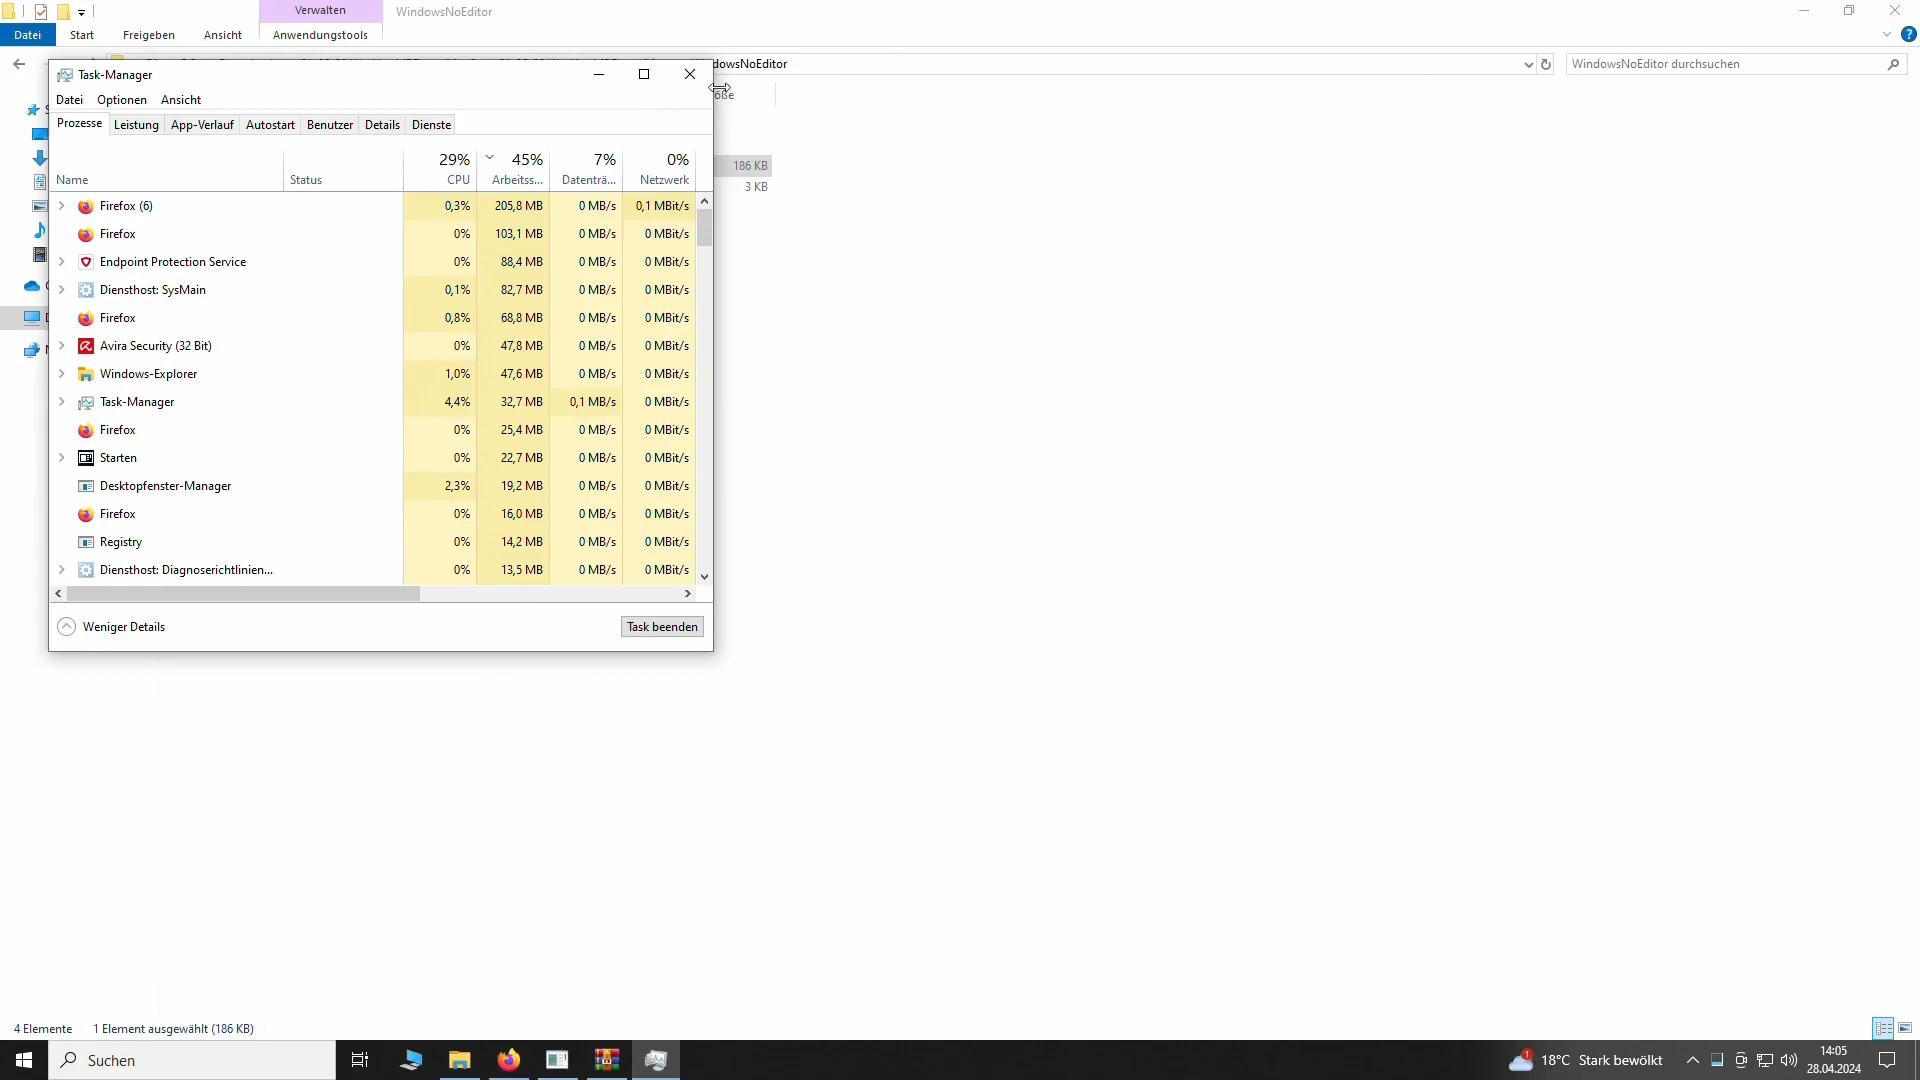 Verwalten
WindowsNoEditor
Datei
Start
Freigeben
Ansicht
Anwendungstools
?
dowsNoEditor
WindowsNoEditor durchsuchen
Task-Manager
Datei Optionen Ansicht
Prozesse Leistung App-Verlauf Autostart Benutzer Details Dienste
29% 45% 7% 0%
Name Status CPU Arbeitss... Datenträ... Netzwerk
Firefox (6) 0,3% 205,8 MB 0 MB/s 0,1 MBit/s
Firefox 0% 103,1 MB 0 MB/s 0 MBit/s
Endpoint Protection Service 0% 88,4 MB 0 MB/s 0 MBit/s
Diensthost: SysMain 0,1% 82,7 MB 0 MB/s 0 MBit/s
Firefox 0,8% 68,8 MB 0 MB/s 0 MBit/s
Avira Security (32 Bit) 0% 47,8 MB 0 MB/s 0 MBit/s
Windows-Explorer 1,0% 47,6 MB 0 MB/s 0 MBit/s
Task-Manager 4,4% 32,7 MB 0,1 MB/s 0 MBit/s
Firefox 0% 25,4 MB 0 MB/s 0 MBit/s
Starten 0% 22,7 MB 0 MB/s 0 MBit/s
Desktopfenster-Manager 2,3% 19,2 MB 0 MB/s 0 MBit/s
Firefox 0% 16,0 MB 0 MB/s 0 MBit/s
Registry 0% 14,2 MB 0 MB/s 0 MBit/s
Diensthost: Diagnoserichtlinien... 0% 13,5 MB 0 MB/s 0 MBit/s
Weniger Details
Task beenden
öße
186 KB
3 KB
4 Elemente 1 Element ausgewählt (186 KB)
Suchen
1
18°C Stark bewölkt
14:05
28.04.2024